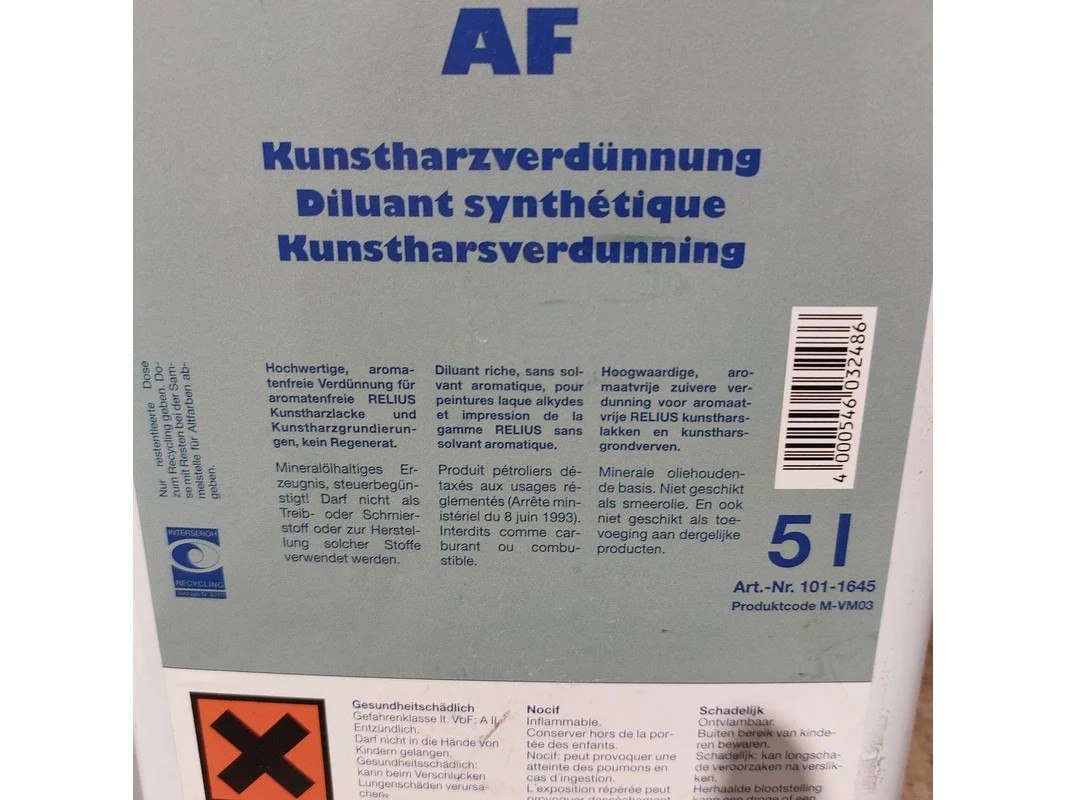 AF
Kunstharzverdünnung
Diluant synthétique
Kunstharsverdunning
Nur restentleerte Dose
zum Recycling geben. Do-
se mit Resten bei der Sam-
melstelle für Altfarben ab-
geben.
INTERSEROH
RECYCLING
Hochwertige, aroma-
tenfreie Verdünnung für
aromatenfreie RELIUS
Kunstharzlacke und
Kunstharzgrundierun-
gen, kein Regenerat.
Mineralölhaltiges Er-
zeugnis, steuerbegün-
stigt! Darf nicht als
Treib- oder Schmier-
stoff oder zur Herstel-
lung solcher Stoffe
verwendet werden.
Diluant riche, sans sol-
vant aromatique, pour
peintures laque alkydes
et impression de la
gamme RELIUS sans
solvant aromatique.
Produit pétroliers dé-
taxés aux usages ré-
glementés (Arrête min-
istériel du 8 juin 1993).
Interdits comme car-
burant ou combu-
stible.
Hoogwaardige, aro-
maatvrije zuivere ver-
dunning voor aromaat-
vrije RELIUS kunsthars-
lakken en kunsthars-
grondverven.
Minerale oliehouden-
de basis. Niet geschikt
als smeerolie. En ook
niet geschikt als toe-
voeging aan dergelijke
producten.
4 000546 032486
5 l
Art.-Nr. 101-1645
Produktcode M-VM03
Gesundheitsschädlich
Gefahrenklasse lt. VbF: A II
Entzündlich.
Darf nicht in die Hände von
Kindern gelangen.
Gesundheitsschädlich:
kann beim Verschlucken
Lungenschäden verursa-
chen
Nocif
Inflammable.
Conserver hors de la por-
tée des enfants.
Nocif: peut provoquer une
atteinte des poumons en
cas d'ingestion.
L'exposition répérée peut
provoquer dessèchement
Schadelijk
Ontvlambaar.
Buiten bereik van kinde-
ren bewaren.
Schadelijk: kan longscha-
de veroorzaken na verslik-
ken.
Herhaalde blootstelling
kann een droge of een